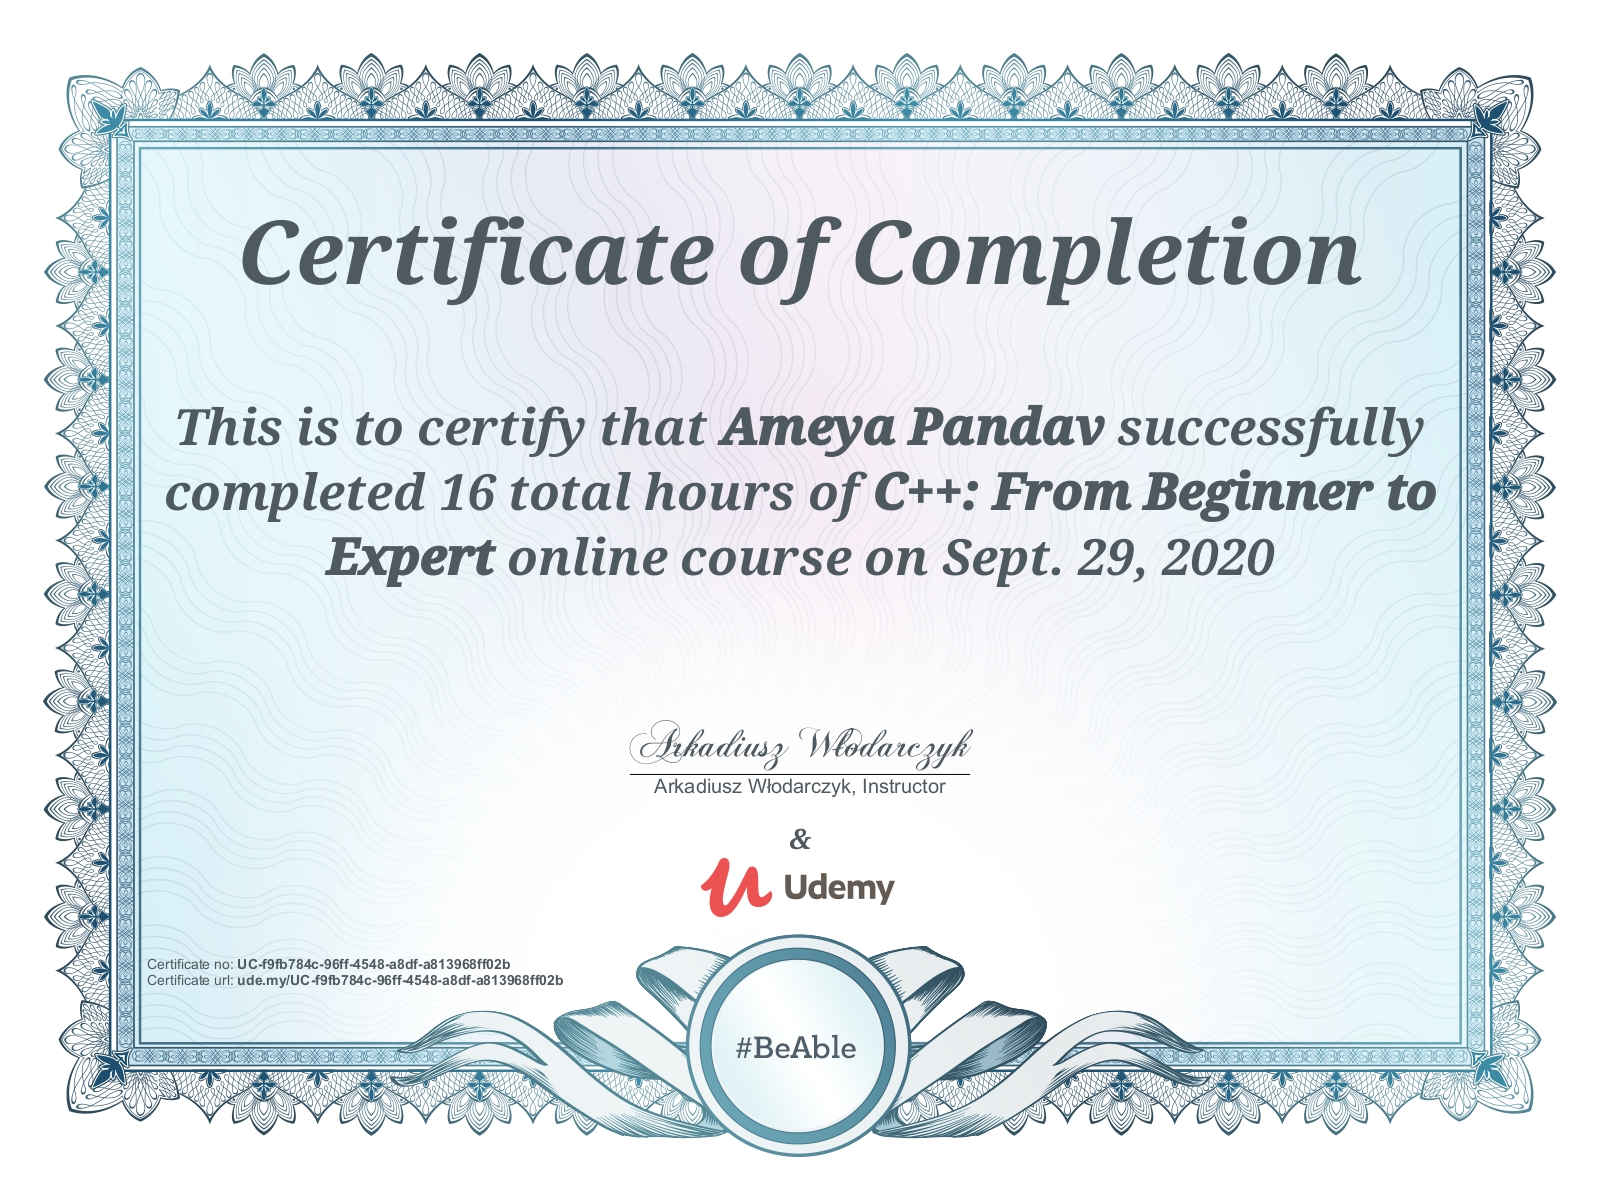 Certificate of Completion
This is to certify that Ameya Pandav successfully
completed 16 total hours of C++: From Beginner to
Expert online course on Sept. 29, 2020
Arkadiusz Włodarczyk
Arkadiusz Włodarczyk, Instructor
&
Udemy
Certificate no: UC-f9fb784c-96ff-4548-a8df-a813968ff02b
Certificate url: ude.my/UC-f9fb784c-96ff-4548-a8df-a813968ff02b
#BeAble